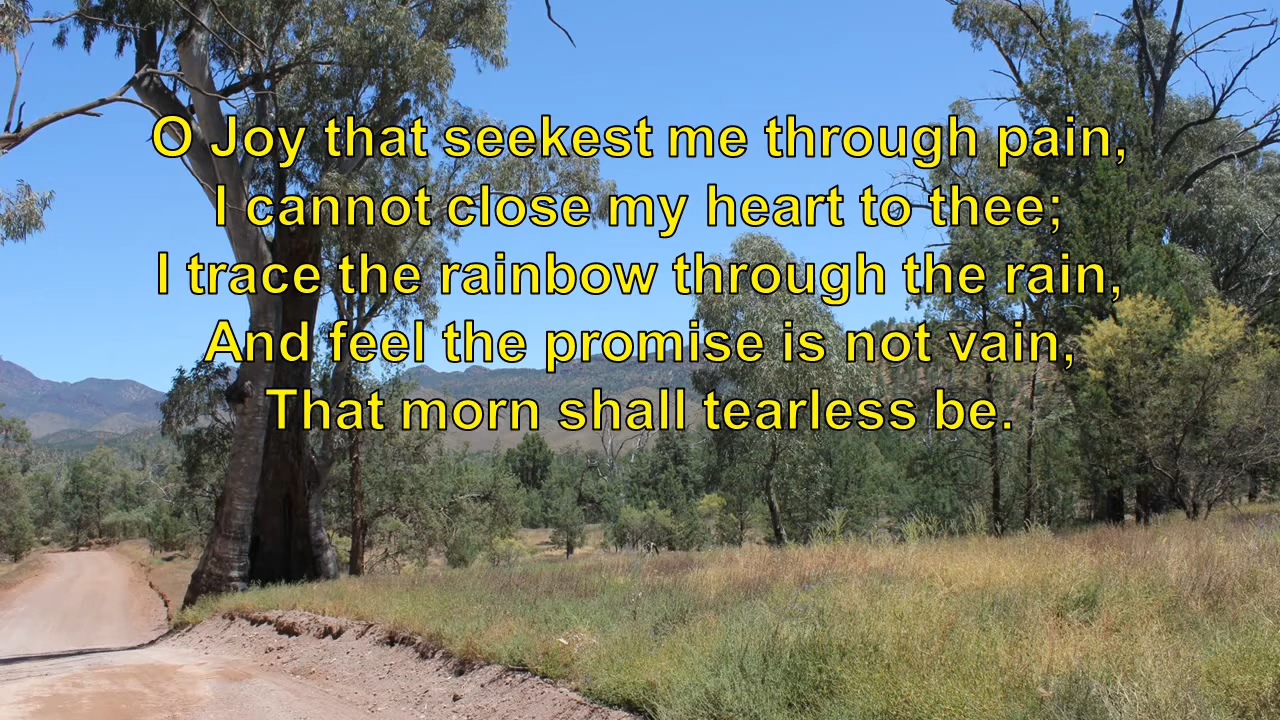 O Joy that seekest me through pain,
I cannot close my heart to thee;
I trace the rainbow through the rain,
And feel the promise is not vain,
That morn shall tearless be.